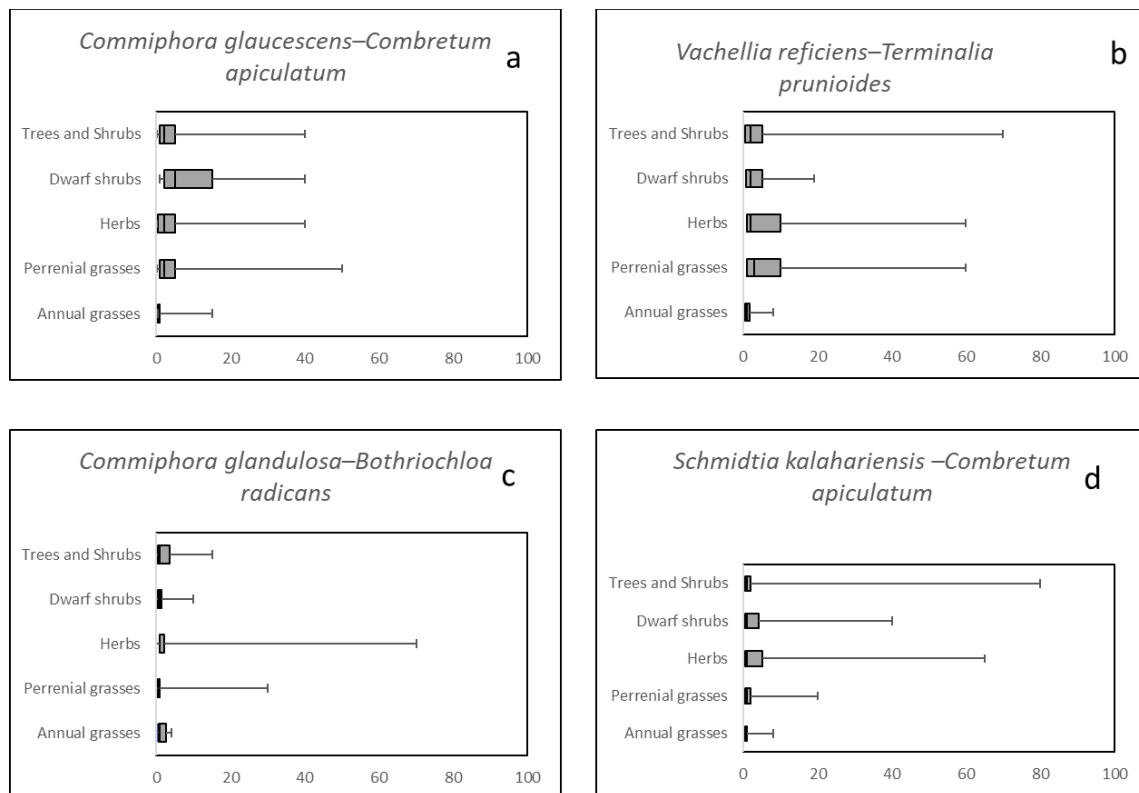 Commiphora glaucescens–Combretum
apiculatum
a
Trees and Shrubs
Dwarf shrubs
Herbs
Perrenial grasses
Annual grasses
0 20 40 60 80 100
Vachellia reficiens–Terminalia
prunioides
b
Trees and Shrubs
Dwarf shrubs
Herbs
Perrenial grasses
Annual grasses
0 20 40 60 80 100
Commiphora glandulosa–Bothriochloa
radicans
c
Trees and Shrubs
Dwarf shrubs
Herbs
Perrenial grasses
Annual grasses
0 20 40 60 80 100
Schmidtia kalahariensis –Combretum
apiculatum
d
Trees and Shrubs
Dwarf shrubs
Herbs
Perrenial grasses
Annual grasses
0 20 40 60 80 100